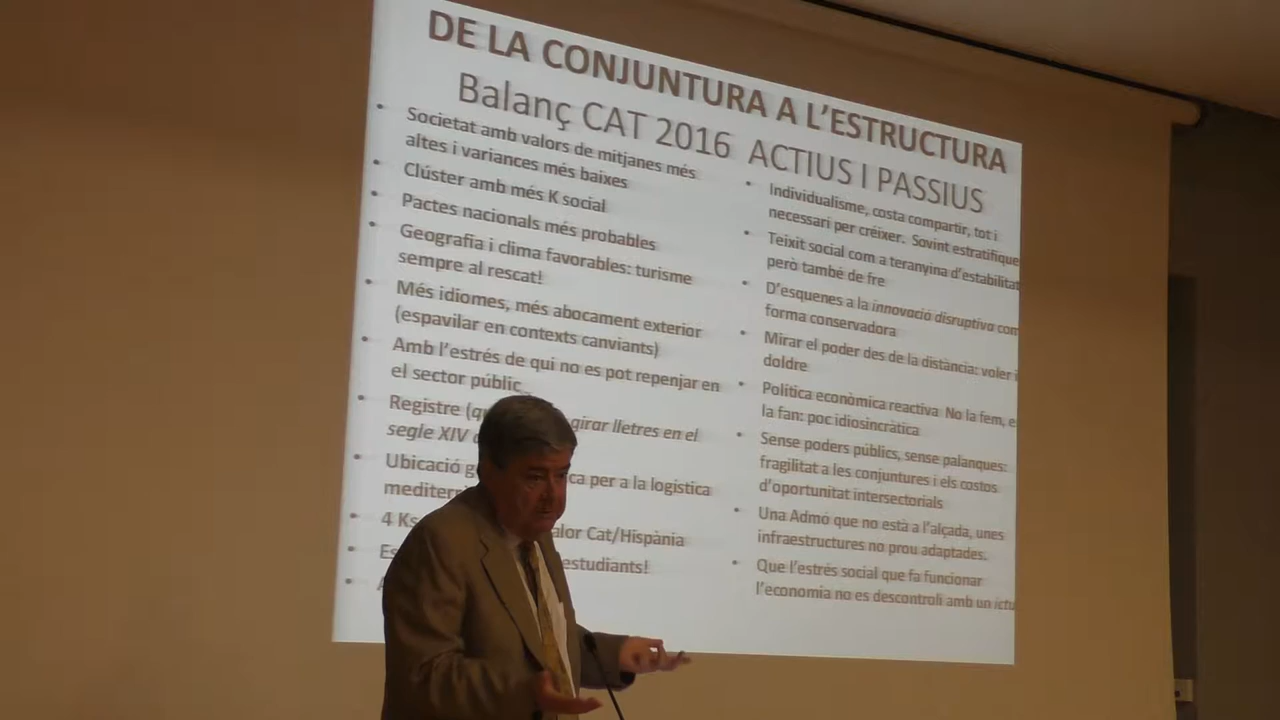 DE LA CONJUNTURA A L'ESTRUCTURA
Balanç CAT 2016 ACTIUS I PASSIUS
• Societat amb valors de mitjanes més
altes i variances més baixes
• Clúster amb més K social
• Pactes nacionals més probables
• Geografia i clima favorables: turisme
sempre al rescat!
• Més idiomes, més abocament exterior
(espavilar en contexts canviants)
• Amb l'estrés de qui no es pot repenjar en
el sector públic
• Registre girar lletres en el
segle XIV
• Ubicació per a la logística
• 4 Ks Cat/Hispània
• estudiants!
• Individualisme, costa compartir, tot i
necessari per créixer. Sovint estratifique
• Teixit social com a teranyina d'estabilitat
però també de fre
• D'esquenes a la innovació disruptiva com
forma conservadora
• Mirar el poder des de la distància: voler i
doldre
• Política econòmica reactiva No la fem, e
la fan: poc idiosincràtica
• Sense poders públics, sense palanques:
fragilitat a les conjuntures i els costos
d'oportunitat intersectorials
• Una Admó que no està a l'alçada, unes
infraestructures no prou adaptades.
• Que l'estrés social que fa funcionar
l'economia no es descontroli amb un ictu